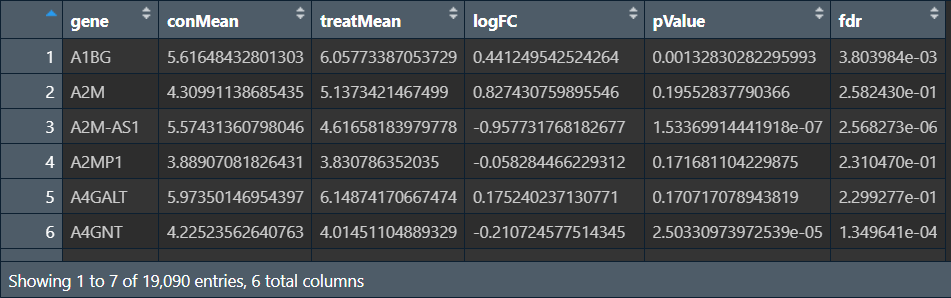 gene conMean treatMean logFC pValue fdr
1 A1BG 5.61648432801303 6.05773387053729 0.441249542524264 0.00132830282295993 3.803984e-03
2 A2M 4.30991138685435 5.1373421467499 0.827430759895546 0.19552837790366 2.582430e-01
3 A2M-AS1 5.57431360798046 4.61658183979778 -0.957731768182677 1.53369914441918e-07 2.568273e-06
4 A2MP1 3.88907081826431 3.830786352035 -0.058284466229312 0.171681104229875 2.310470e-01
5 A4GALT 5.97350146954397 6.14874170667474 0.175240237130771 0.170717078943819 2.299277e-01
6 A4GNT 4.22523562640763 4.01451104889329 -0.210724577514345 2.50330973972539e-05 1.349641e-04
Showing 1 to 7 of 19,090 entries, 6 total columns